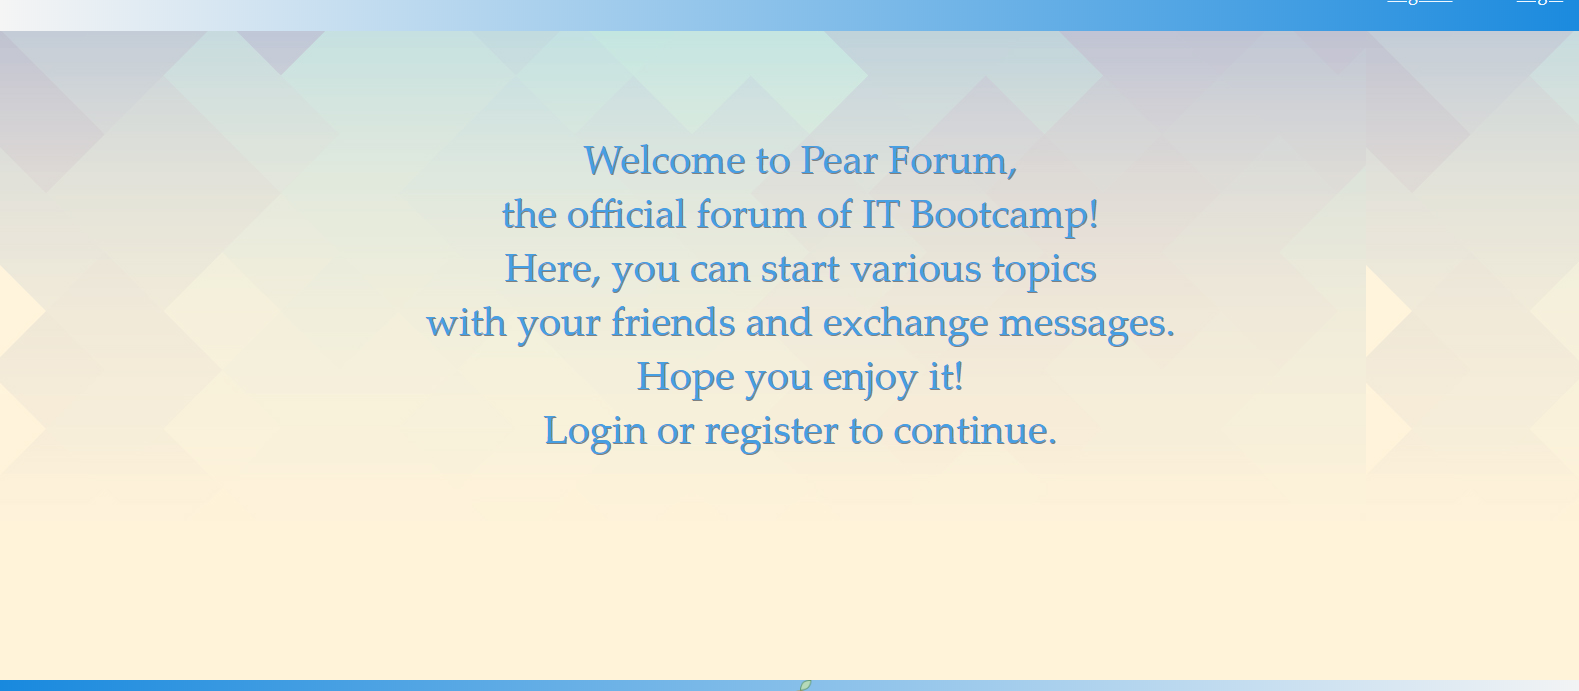 Welcome to Pear Forum,
the official forum of IT Bootcamp!
Here, you can start various topics
with your friends and exchange messages.
Hope you enjoy it!
Login or register to continue.